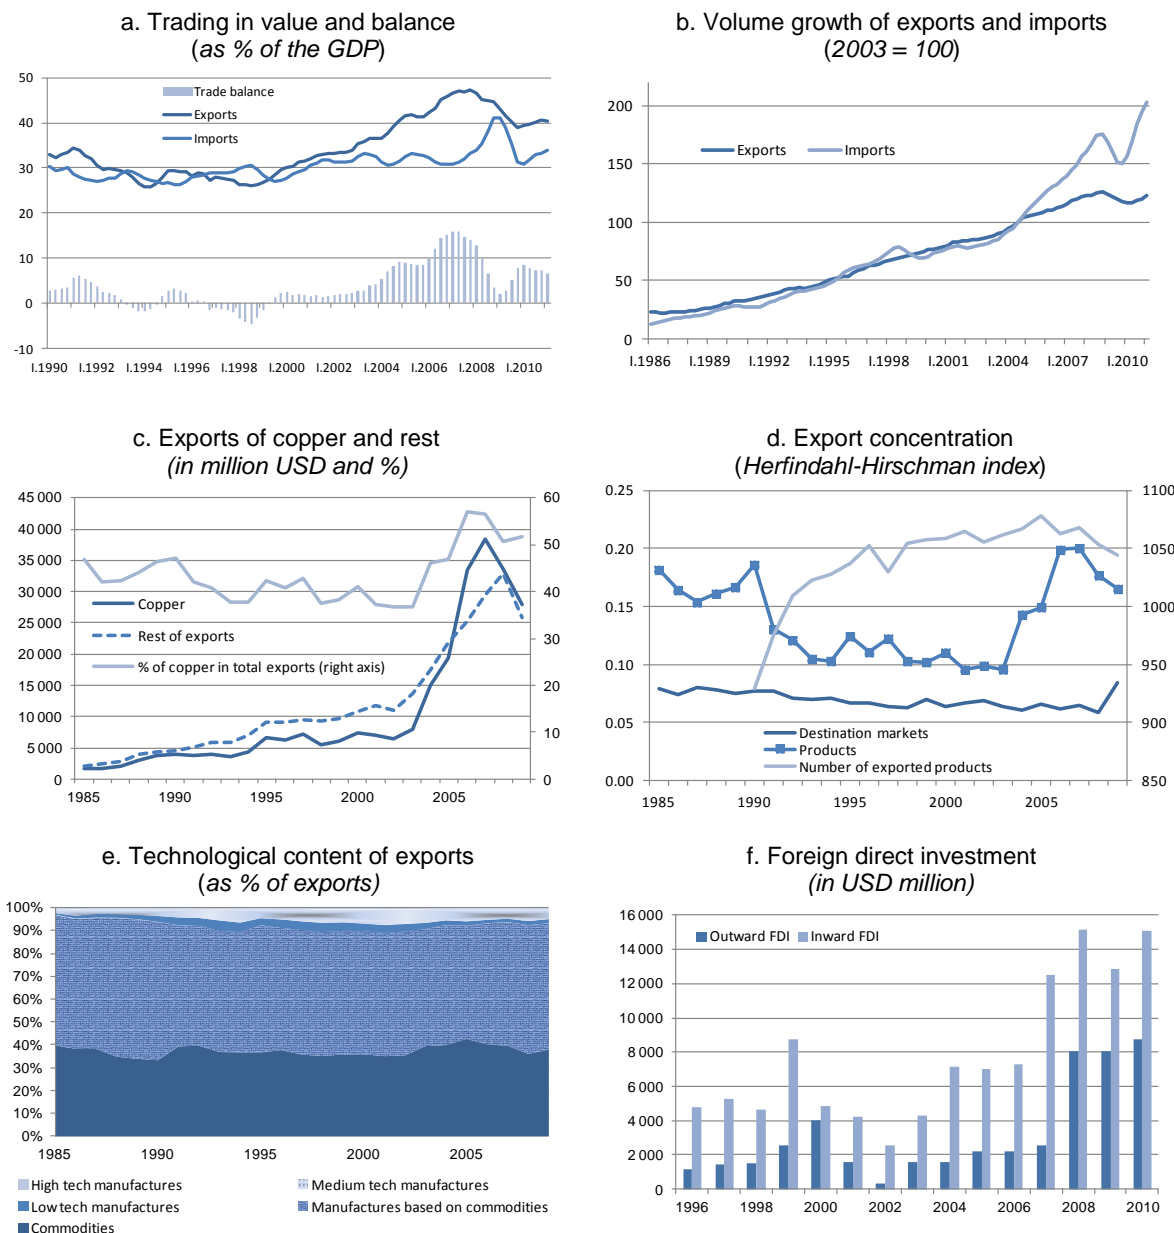 a. Trading in value and balance
(as % of the GDP)
50
40
30
20
10
0
-10
Trade balance
Exports
Imports
I.1990 I.1992 I.1994 I.1996 I.1998 I.2000 I.2002 I.2004 I.2006 I.2008 I.2010
b. Volume growth of exports and imports
(2003 = 100)
200
150
100
50
0
Exports Imports
I.1986 I.1989 I.1992 I.1995 I.1998 I.2001 I.2004 I.2007 I.2010
c. Exports of copper and rest
(in million USD and %)
45 000
40 000
35 000
30 000
25 000
20 000
15 000
10 000
5 000
0
60
50
40
30
20
10
0
Copper
Rest of exports
% of copper in total exports (right axis)
1985 1990 1995 2000 2005
d. Export concentration
(Herfindahl-Hirschman index)
0.25
0.20
0.15
0.10
0.05
0.00
1100
1050
1000
950
900
850
Destination markets
Products
Number of exported products
1985 1990 1995 2000 2005
e. Technological content of exports
(as % of exports)
100%
90%
80%
70%
60%
50%
40%
30%
20%
10%
0%
1985 1990 1995 2000 2005
High tech manufactures Medium tech manufactures
Low tech manufactures Manufactures based on commodities
Commodities
f. Foreign direct investment
(in USD million)
16 000
14 000
12 000
10 000
8 000
6 000
4 000
2 000
0
Outward FDI Inward FDI
1996 1998 2000 2002 2004 2006 2008 2010